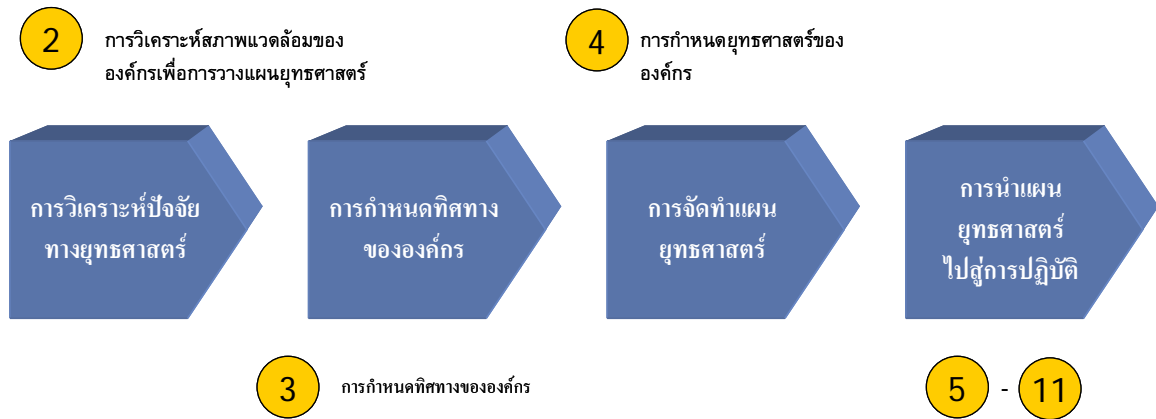 2
การวิเคราะห์สภาพแวดล้อมของ
องค์กรเพื่อการวางแผนยุทธศาสตร์
4
การกำหนดยุทธศาสตร์ของ
องค์กร
การวิเคราะห์ปัจจัย
ทางยุทธศาสตร์
การกำหนดทิศทาง
ขององค์กร
การจัดทำแผน
ยุทธศาสตร์
การนำแผน
ยุทธศาสตร์
ไปสู่การปฏิบัติ
3
การกำหนดทิศทางขององค์กร
5 - 11